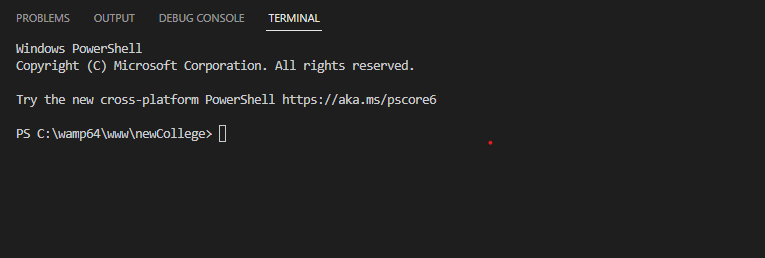 PROBLEMS OUTPUT DEBUG CONSOLE TERMINAL
Windows PowerShell
Copyright (C) Microsoft Corporation. All rights reserved.
Try the new cross-platform PowerShell https://aka.ms/pscore6
PS C:\wamp64\www\newCollege>